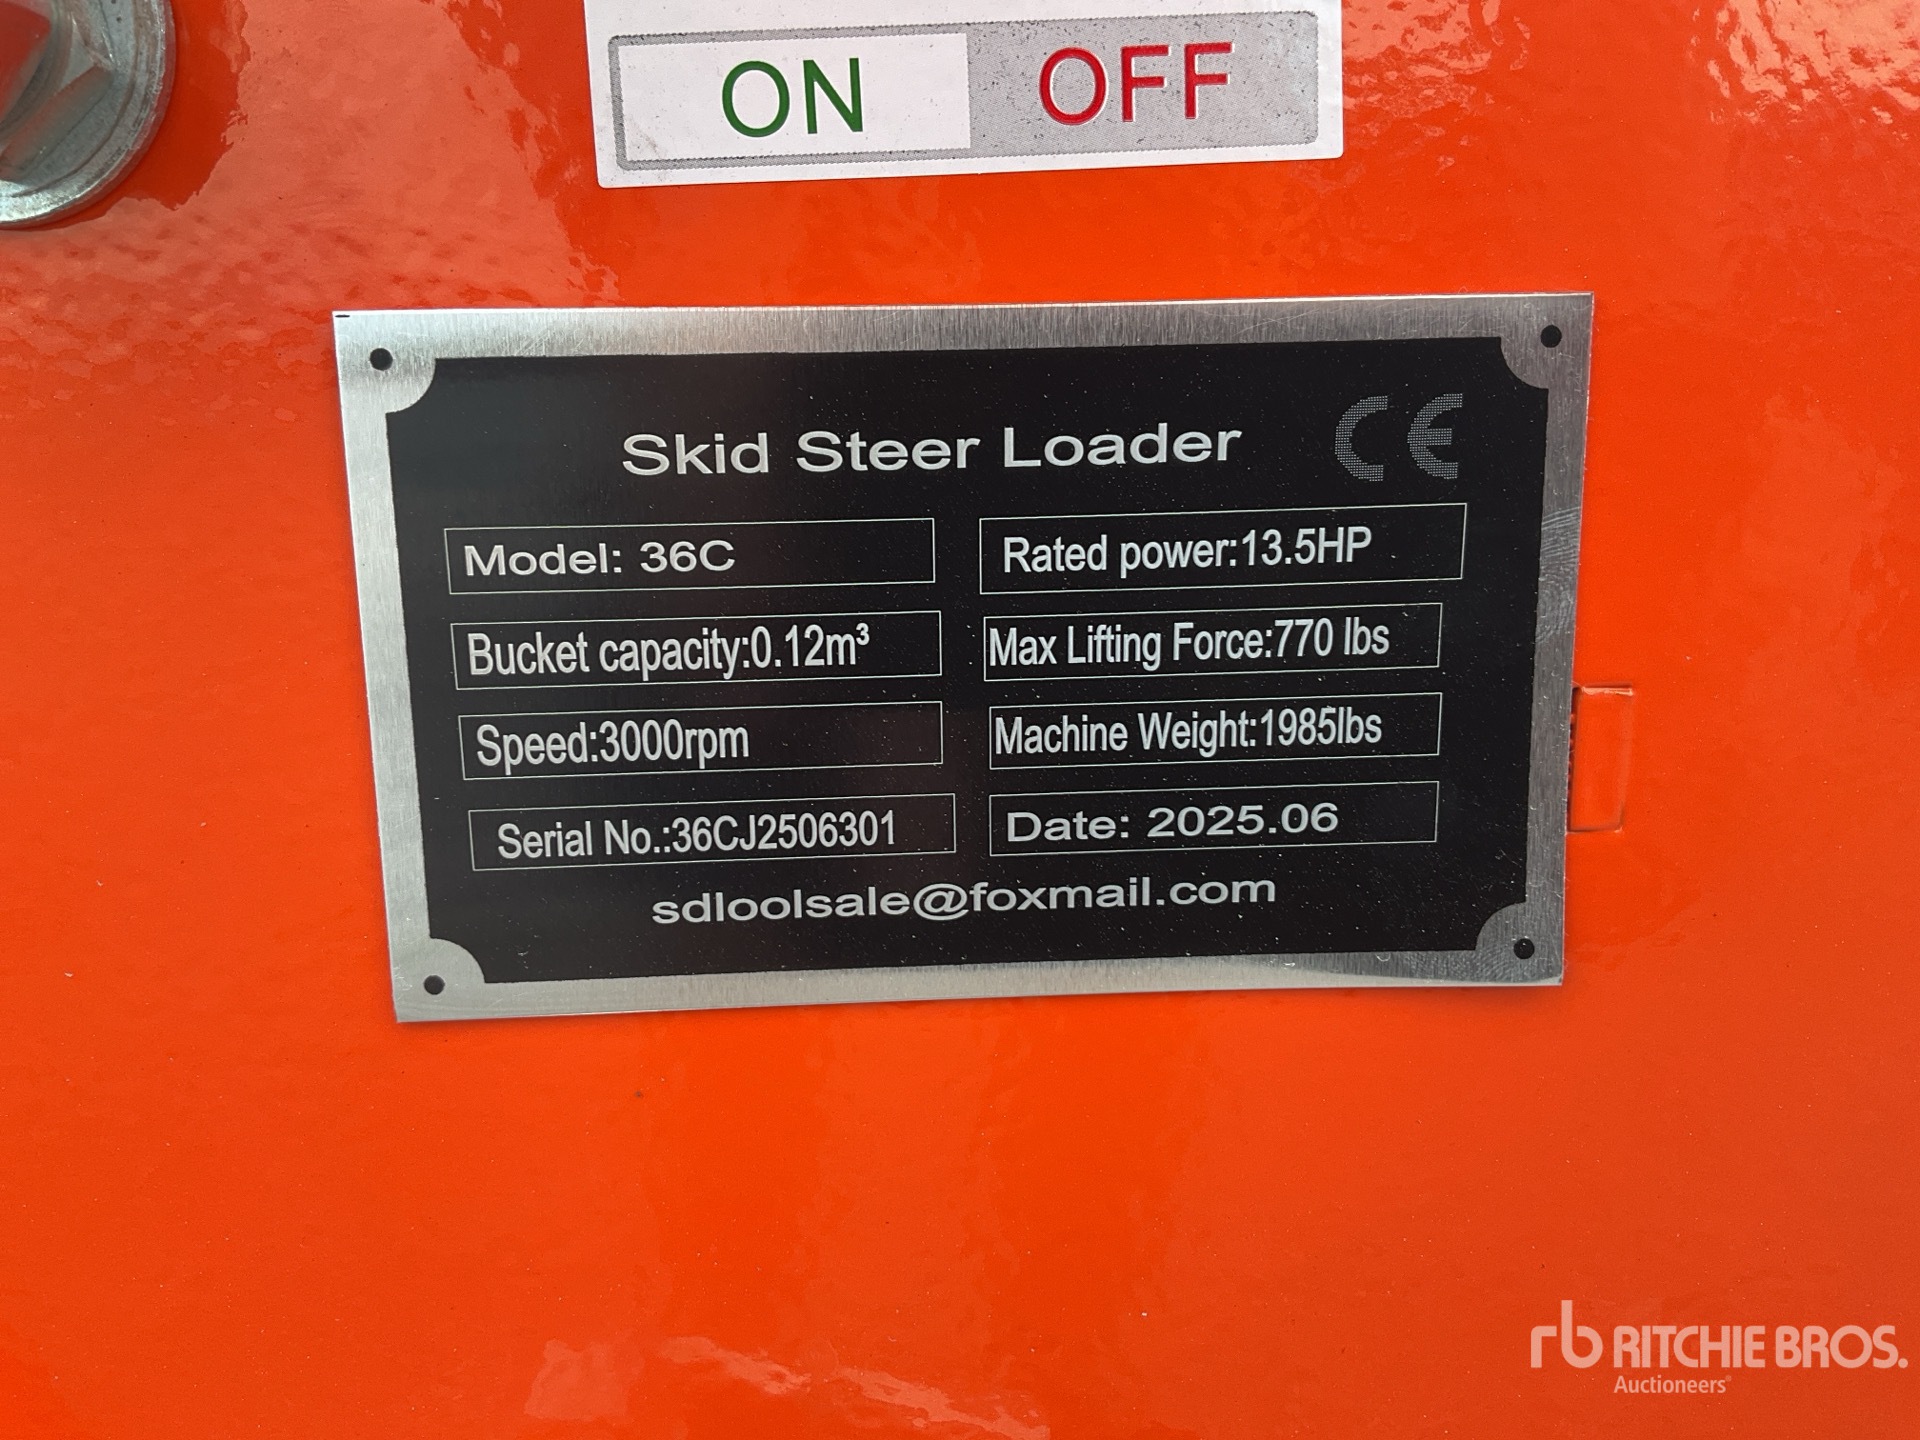 ON OFF
Skid Steer Loader CE
Model: 36C
Rated power:13.5HP
Bucket capacity:0.12m³
Max Lifting Force:770 lbs
Speed:3000rpm
Machine Weight:1985lbs
Serial No.:36CJ2506301
Date: 2025.06
sdloolsale@foxmail.com
rb RITCHIE BROS.
Auctioneers